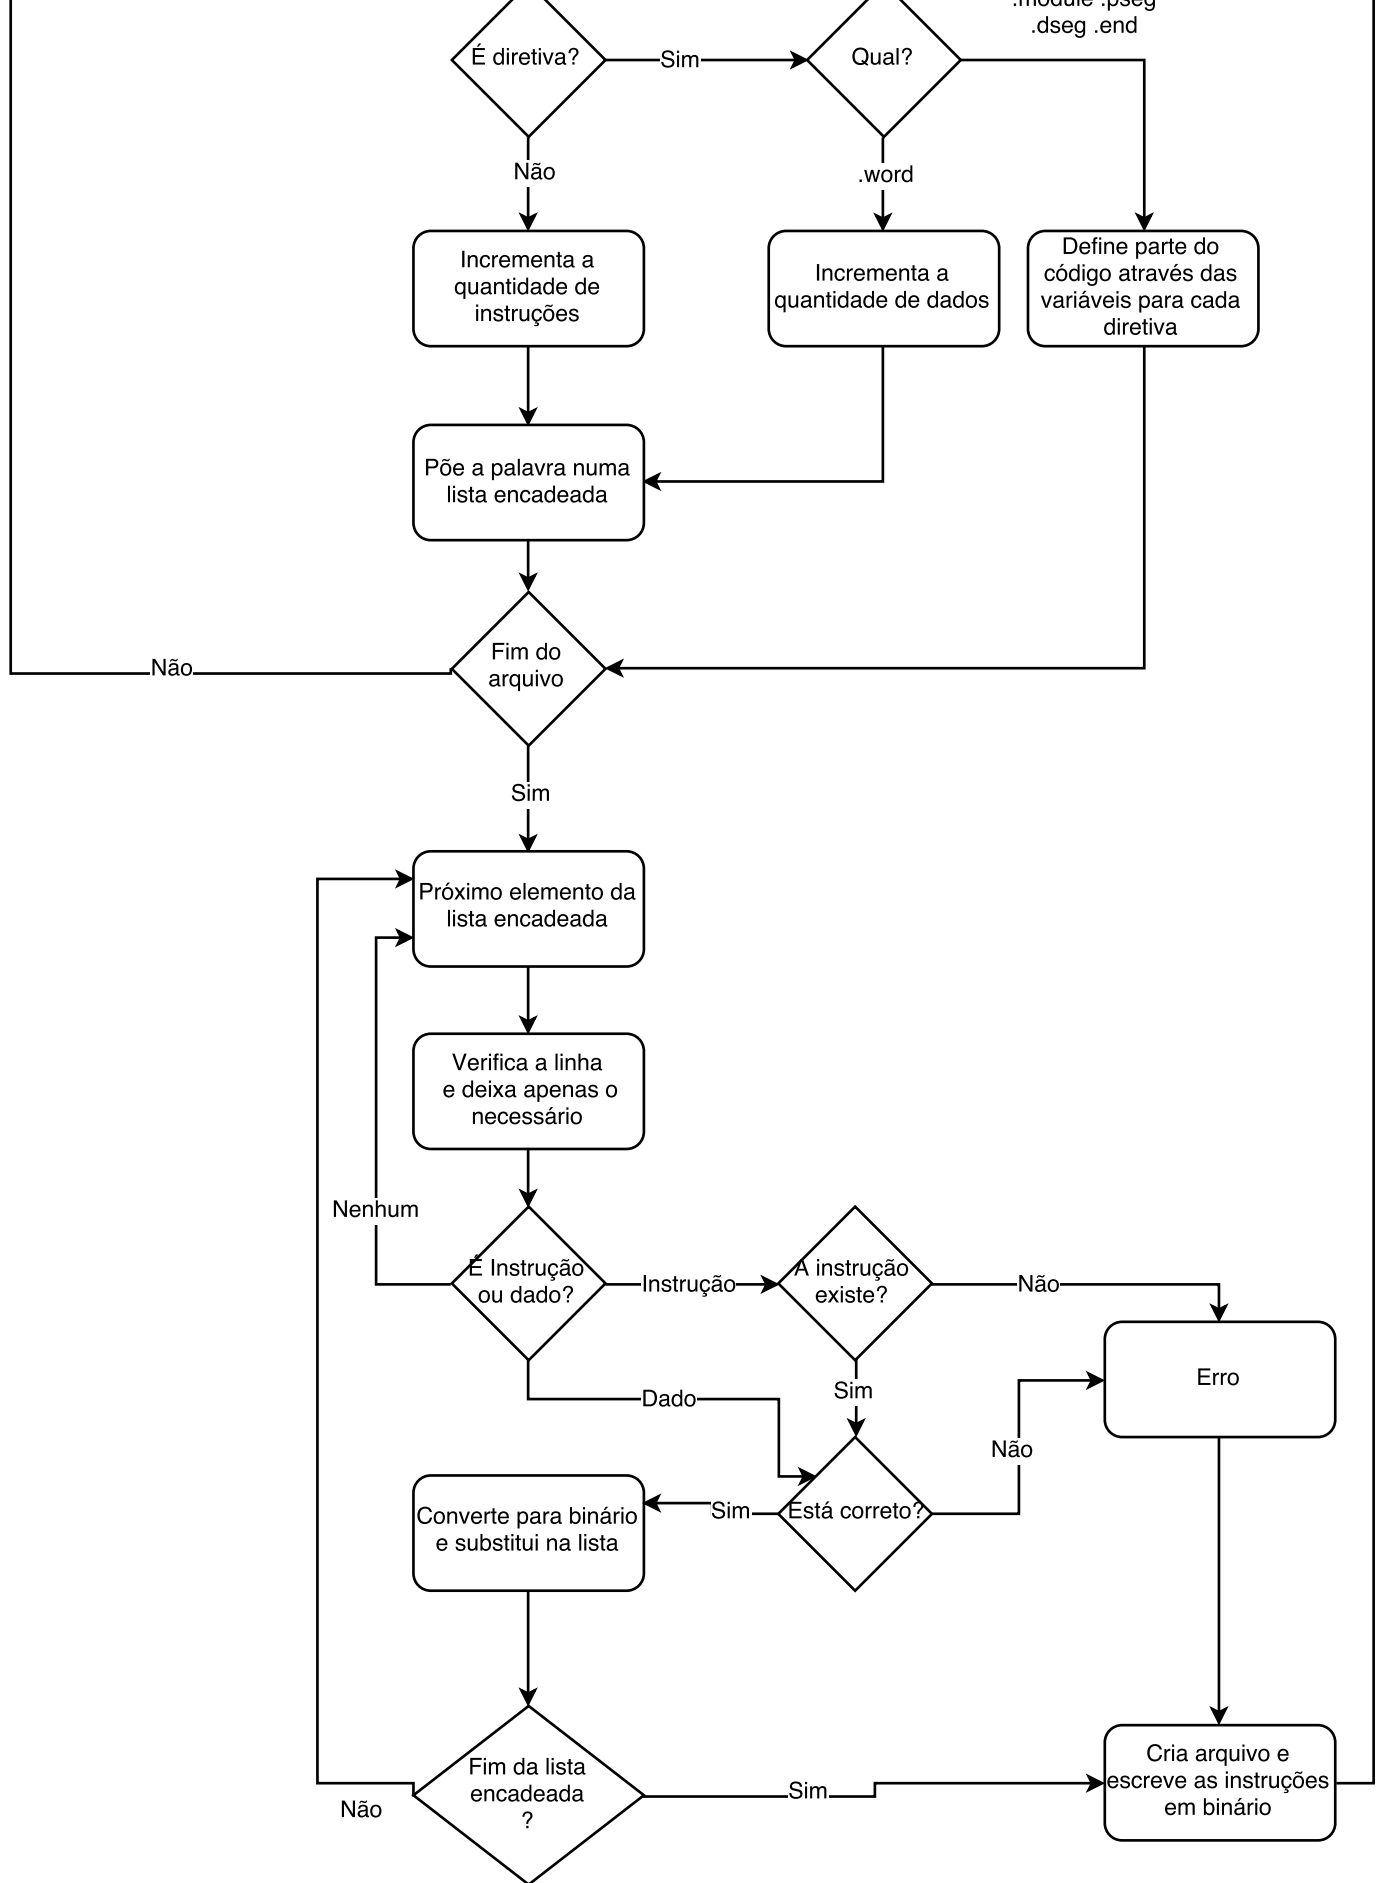 .module .pseg
.dseg .end
É diretiva?
Sim
Qual?
Não
.word
Incrementa a
quantidade de
instruções
Incrementa a
quantidade de dados
Define parte do
código através das
variáveis para cada
diretiva
Põe a palavra numa
lista encadeada
Fim do
arquivo
Não
Sim
Próximo elemento da
lista encadeada
Verifica a linha
e deixa apenas o
necessário
Nenhum
É Instrução
ou dado?
Instrução
A instrução
existe?
Não
Erro
Dado
Sim
Não
Converte para binário
e substitui na lista
Sim
Está correto?
Fim da lista
encadeada
?
Não
Sim
Cria arquivo e
escreve as instruções
em binário